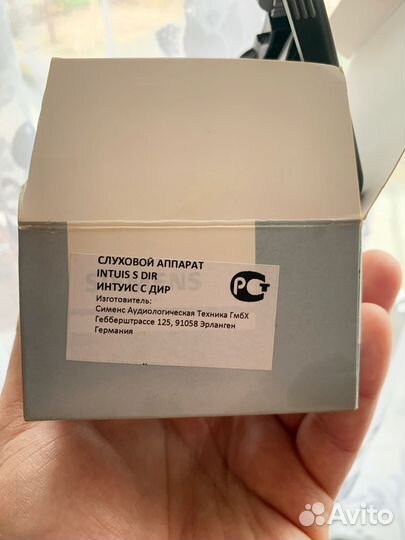 СЛУХОВОЙ АППАРАТ
INTUIS S DIR
ИНТУИС С ДИР
Изготовитель:
Сименс Аудиологическая Техника ГмбХ
Гебберштрассе 125, 91058 Эрланген
Германия
РСТ
Avito